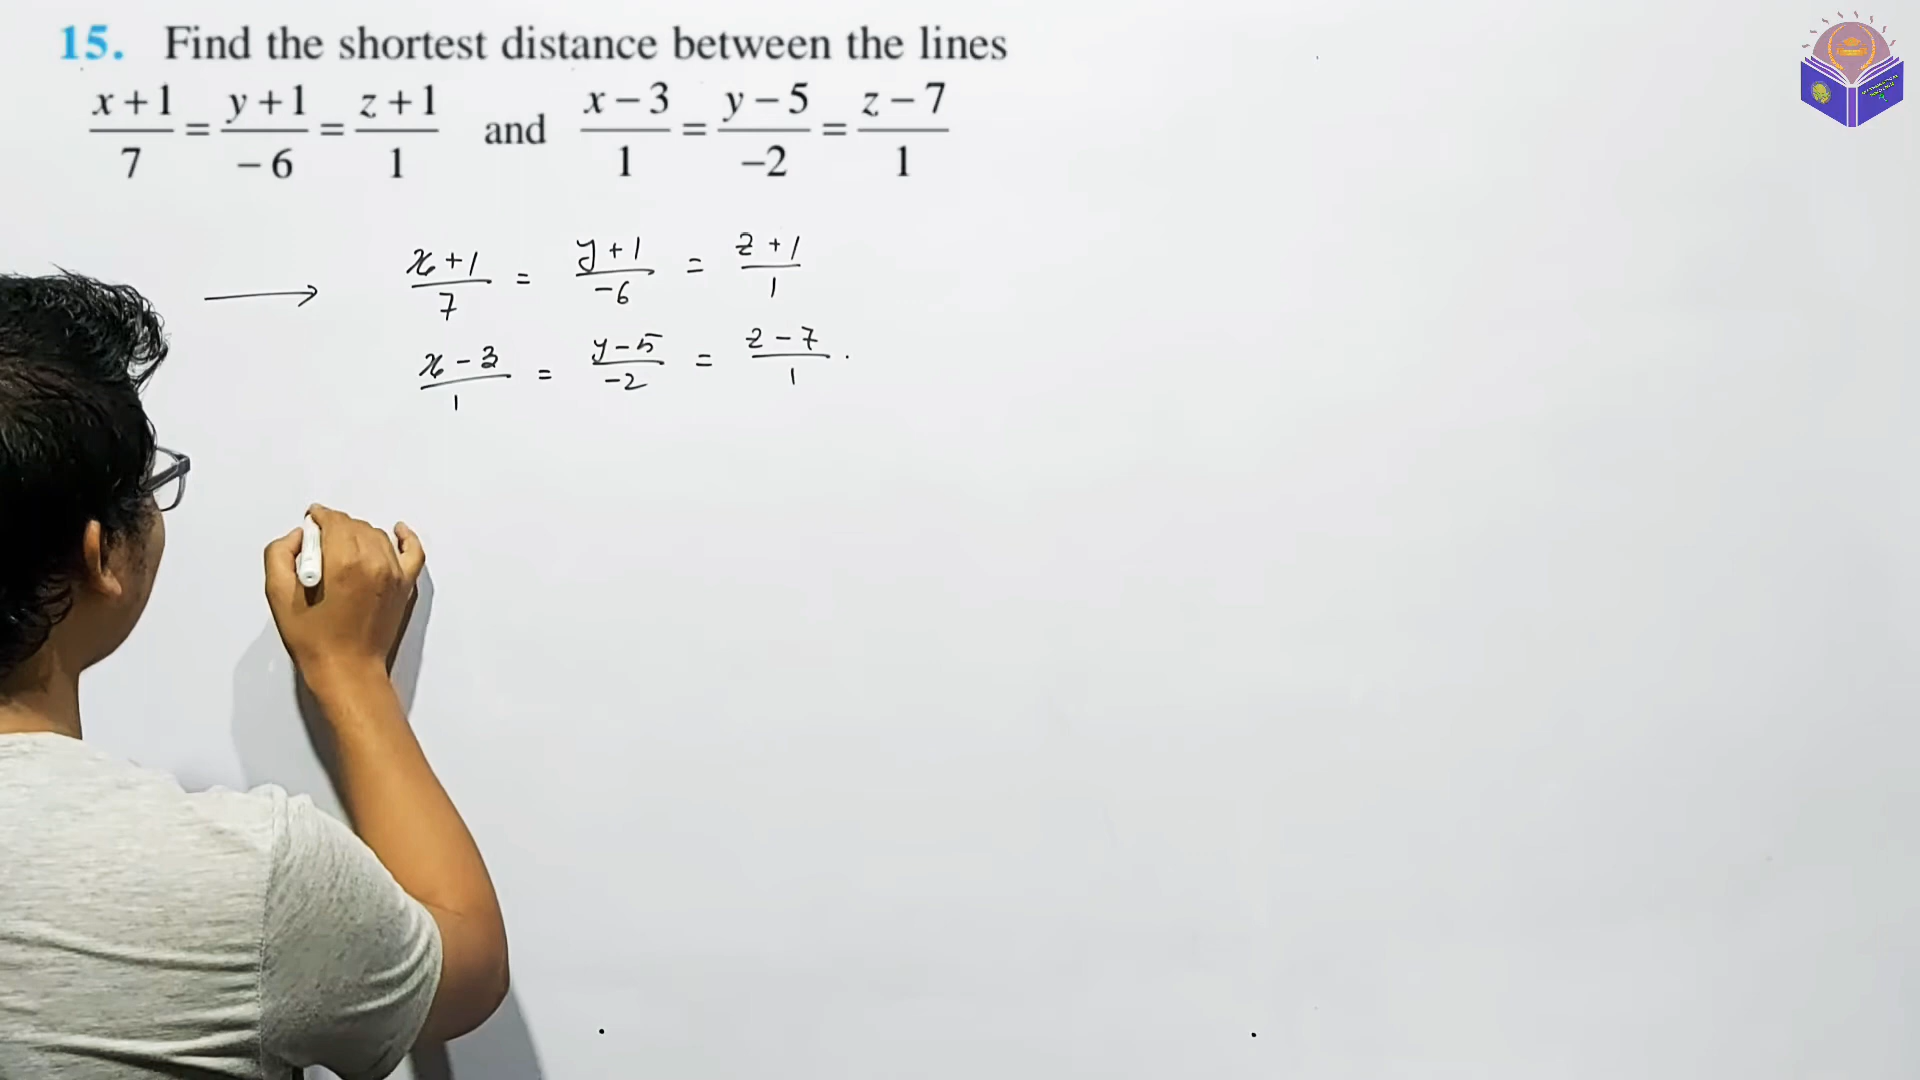 15. Find the shortest distance between the lines
x+1/7 = y+1/-6 = z+1/1 and x-3/1 = y-5/-2 = z-7/1
→ x+1/7 = y+1/-6 = z+1/1
x-3/1 = y-5/-2 = z-7/1 .